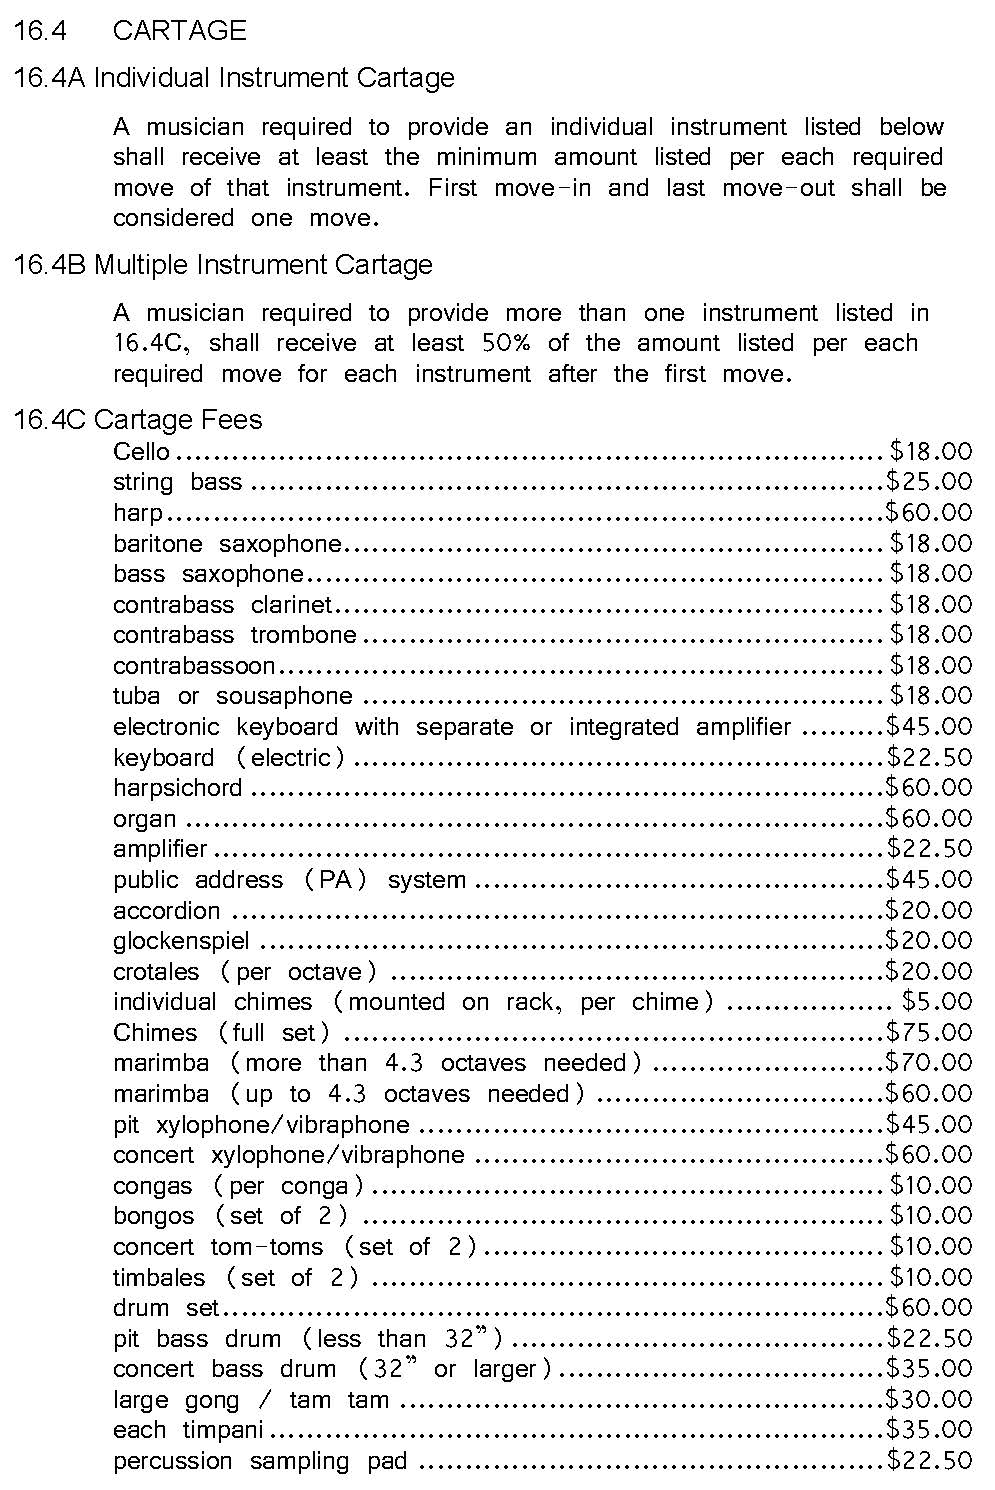 16.4 CARTAGE
16.4A Individual Instrument Cartage
A musician required to provide an individual instrument listed below
shall receive at least the minimum amount listed per each required
move of that instrument. First move-in and last move-out shall be
considered one move.
16.4B Multiple Instrument Cartage
A musician required to provide more than one instrument listed in
16.4C, shall receive at least 50% of the amount listed per each
required move for each instrument after the first move.
16.4C Cartage Fees
Cello ........................................................................... $18.00
string bass ....................................................................$25.00
harp.............................................................................$60.00
baritone saxophone.......................................................... $18.00
bass saxophone.............................................................. $18.00
contrabass clarinet........................................................... $18.00
contrabass trombone ........................................................ $18.00
contrabassoon................................................................. $18.00
tuba or sousaphone ........................................................ $18.00
electronic keyboard with separate or integrated amplifier .........$45.00
keyboard (electric) .........................................................$22.50
harpsichord ....................................................................$60.00
organ ...........................................................................$60.00
amplifier ........................................................................$22.50
public address (PA) system ............................................$45.00
accordion ......................................................................$20.00
glockenspiel ...................................................................$20.00
crotales (per octave) .....................................................$20.00
individual chimes (mounted on rack, per chime) .................. $5.00
Chimes (full set) ..........................................................$75.00
marimba (more than 4.3 octaves needed) .........................$70.00
marimba (up to 4.3 octaves needed) ...............................$60.00
pit xylophone/vibraphone ..................................................$45.00
concert xylophone/vibraphone ............................................$60.00
congas (per conga) ....................................................... $10.00
bongos (set of 2) ........................................................ $10.00
concert tom-toms (set of 2) ........................................... $10.00
timbales (set of 2) ....................................................... $10.00
drum set.......................................................................$60.00
pit bass drum (less than 32”) ........................................$22.50
concert bass drum (32” or larger) ...................................$35.00
large gong / tam tam ....................................................$30.00
each timpani ..................................................................$35.00
percussion sampling pad ..................................................$22.50